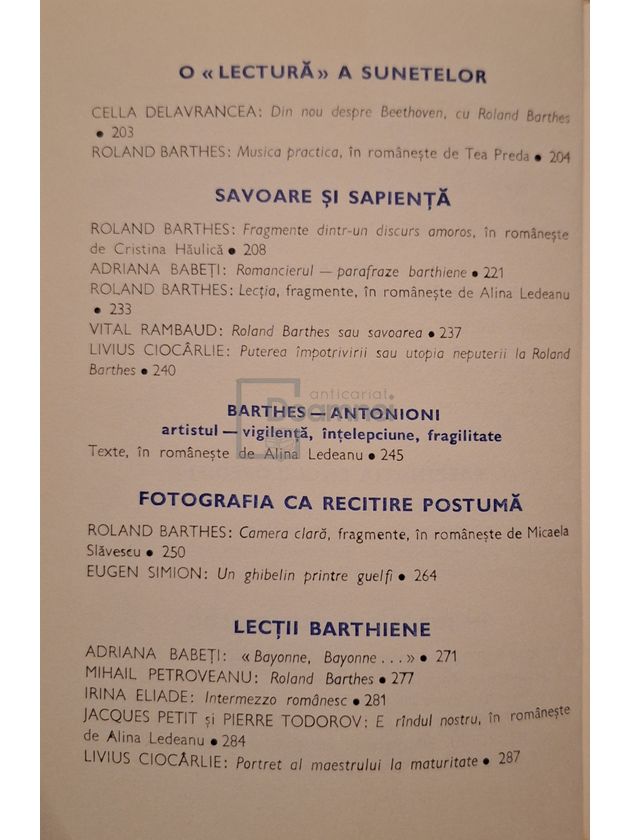 O «LECTURĂ» A SUNETELOR
CELLA DELAVRANCEA: Din nou despre Beethoven, cu Roland Barthes
● 203
ROLAND BARTHES: Musica practica, în românește de Tea Preda ● 204
SAVOARE ȘI SAPIENȚĂ
ROLAND BARTHES: Fragmente dintr-un discurs amoros, în românește
de Cristina Hăulică ● 208
ADRIANA BABEȚI: Romancierul — parafraze barthiene ● 221
ROLAND BARTHES: Lecția, fragmente, în românește de Alina Ledeanu
● 233
VITAL RAMBAUD: Roland Barthes sau savoarea ● 237
LIVIUS CIOCÂRLIE: Puterea împotrivirii sau utopia neputerii la Roland
Barthes ● 240
anticariat
BARTHES — ANTONIONI
artistul — vigilență, înțelepciune, fragilitate
Texte, în românește de Alina Ledeanu ● 245
FOTOGRAFIA CA RECITIRE POSTUMĂ
ROLAND BARTHES: Camera clară, fragmente, în românește de Micaela
Slăvescu ● 250
EUGEN SIMION: Un ghibelin printre guelfi ● 264
LECȚII BARTHIENE
ADRIANA BABEȚI: «Bayonne, Bayonne...» ● 271
MIHAIL PETROVEANU: Roland Barthes ● 277
IRINA ELIADE: Intermezzo românesc ● 281
JACQUES PETIT și PIERRE TODOROV: E rîndul nostru, în românește
de Alina Ledeanu ● 284
LIVIUS CIOCÂRLIE: Portret al maestrului la maturitate ● 287